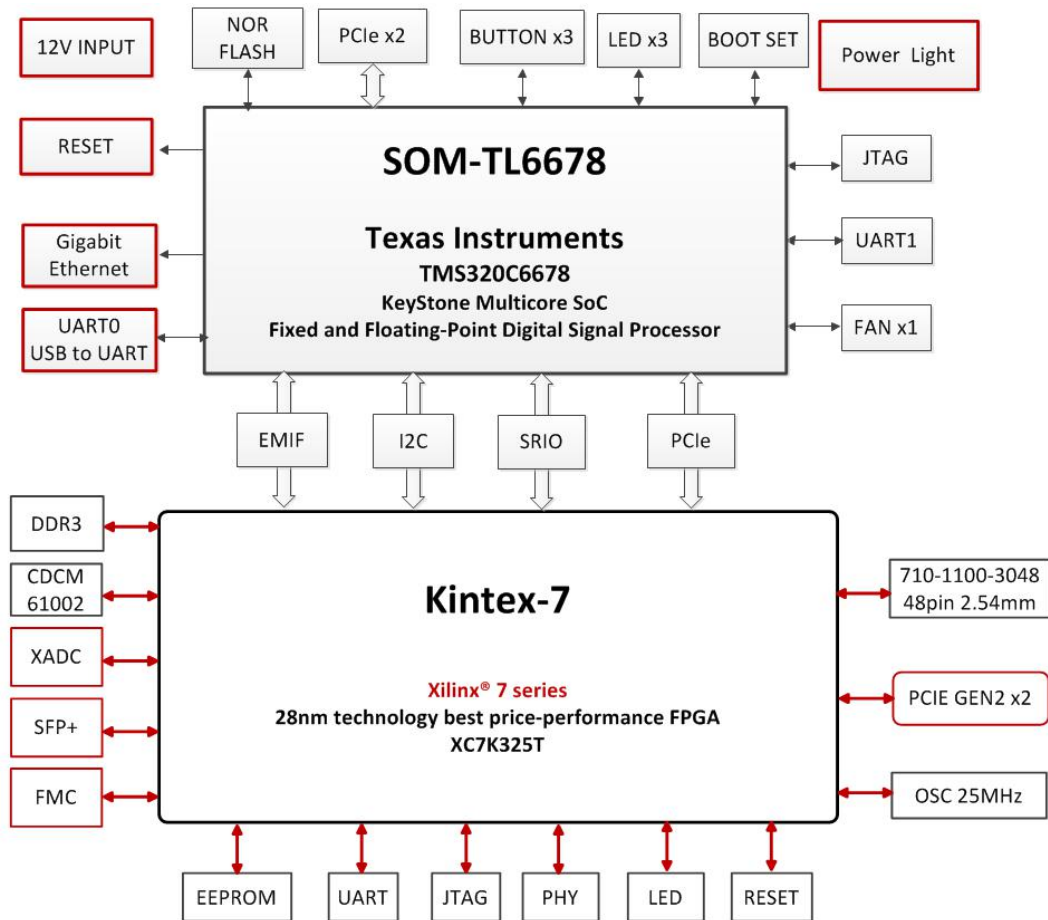 12V INPUT
NOR
FLASH
PCIe x2
BUTTON x3
LED x3
BOOT SET
Power Light
RESET
Gigabit
Ethernet
UART0
USB to UART
SOM-TL6678
Texas Instruments
TMS320C6678
KeyStone Multicore SoC
Fixed and Floating-Point Digital Signal Processor
JTAG
UART1
FAN x1
EMIF
I2C
SRIO
PCIe
DDR3
CDCM
61002
XADC
SFP+
FMC
Kintex-7
Xilinx® 7 series
28nm technology best price-performance FPGA
XC7K325T
710-1100-3048
48pin 2.54mm
PCIE GEN2 x2
OSC 25MHz
EEPROM
UART
JTAG
PHY
LED
RESET